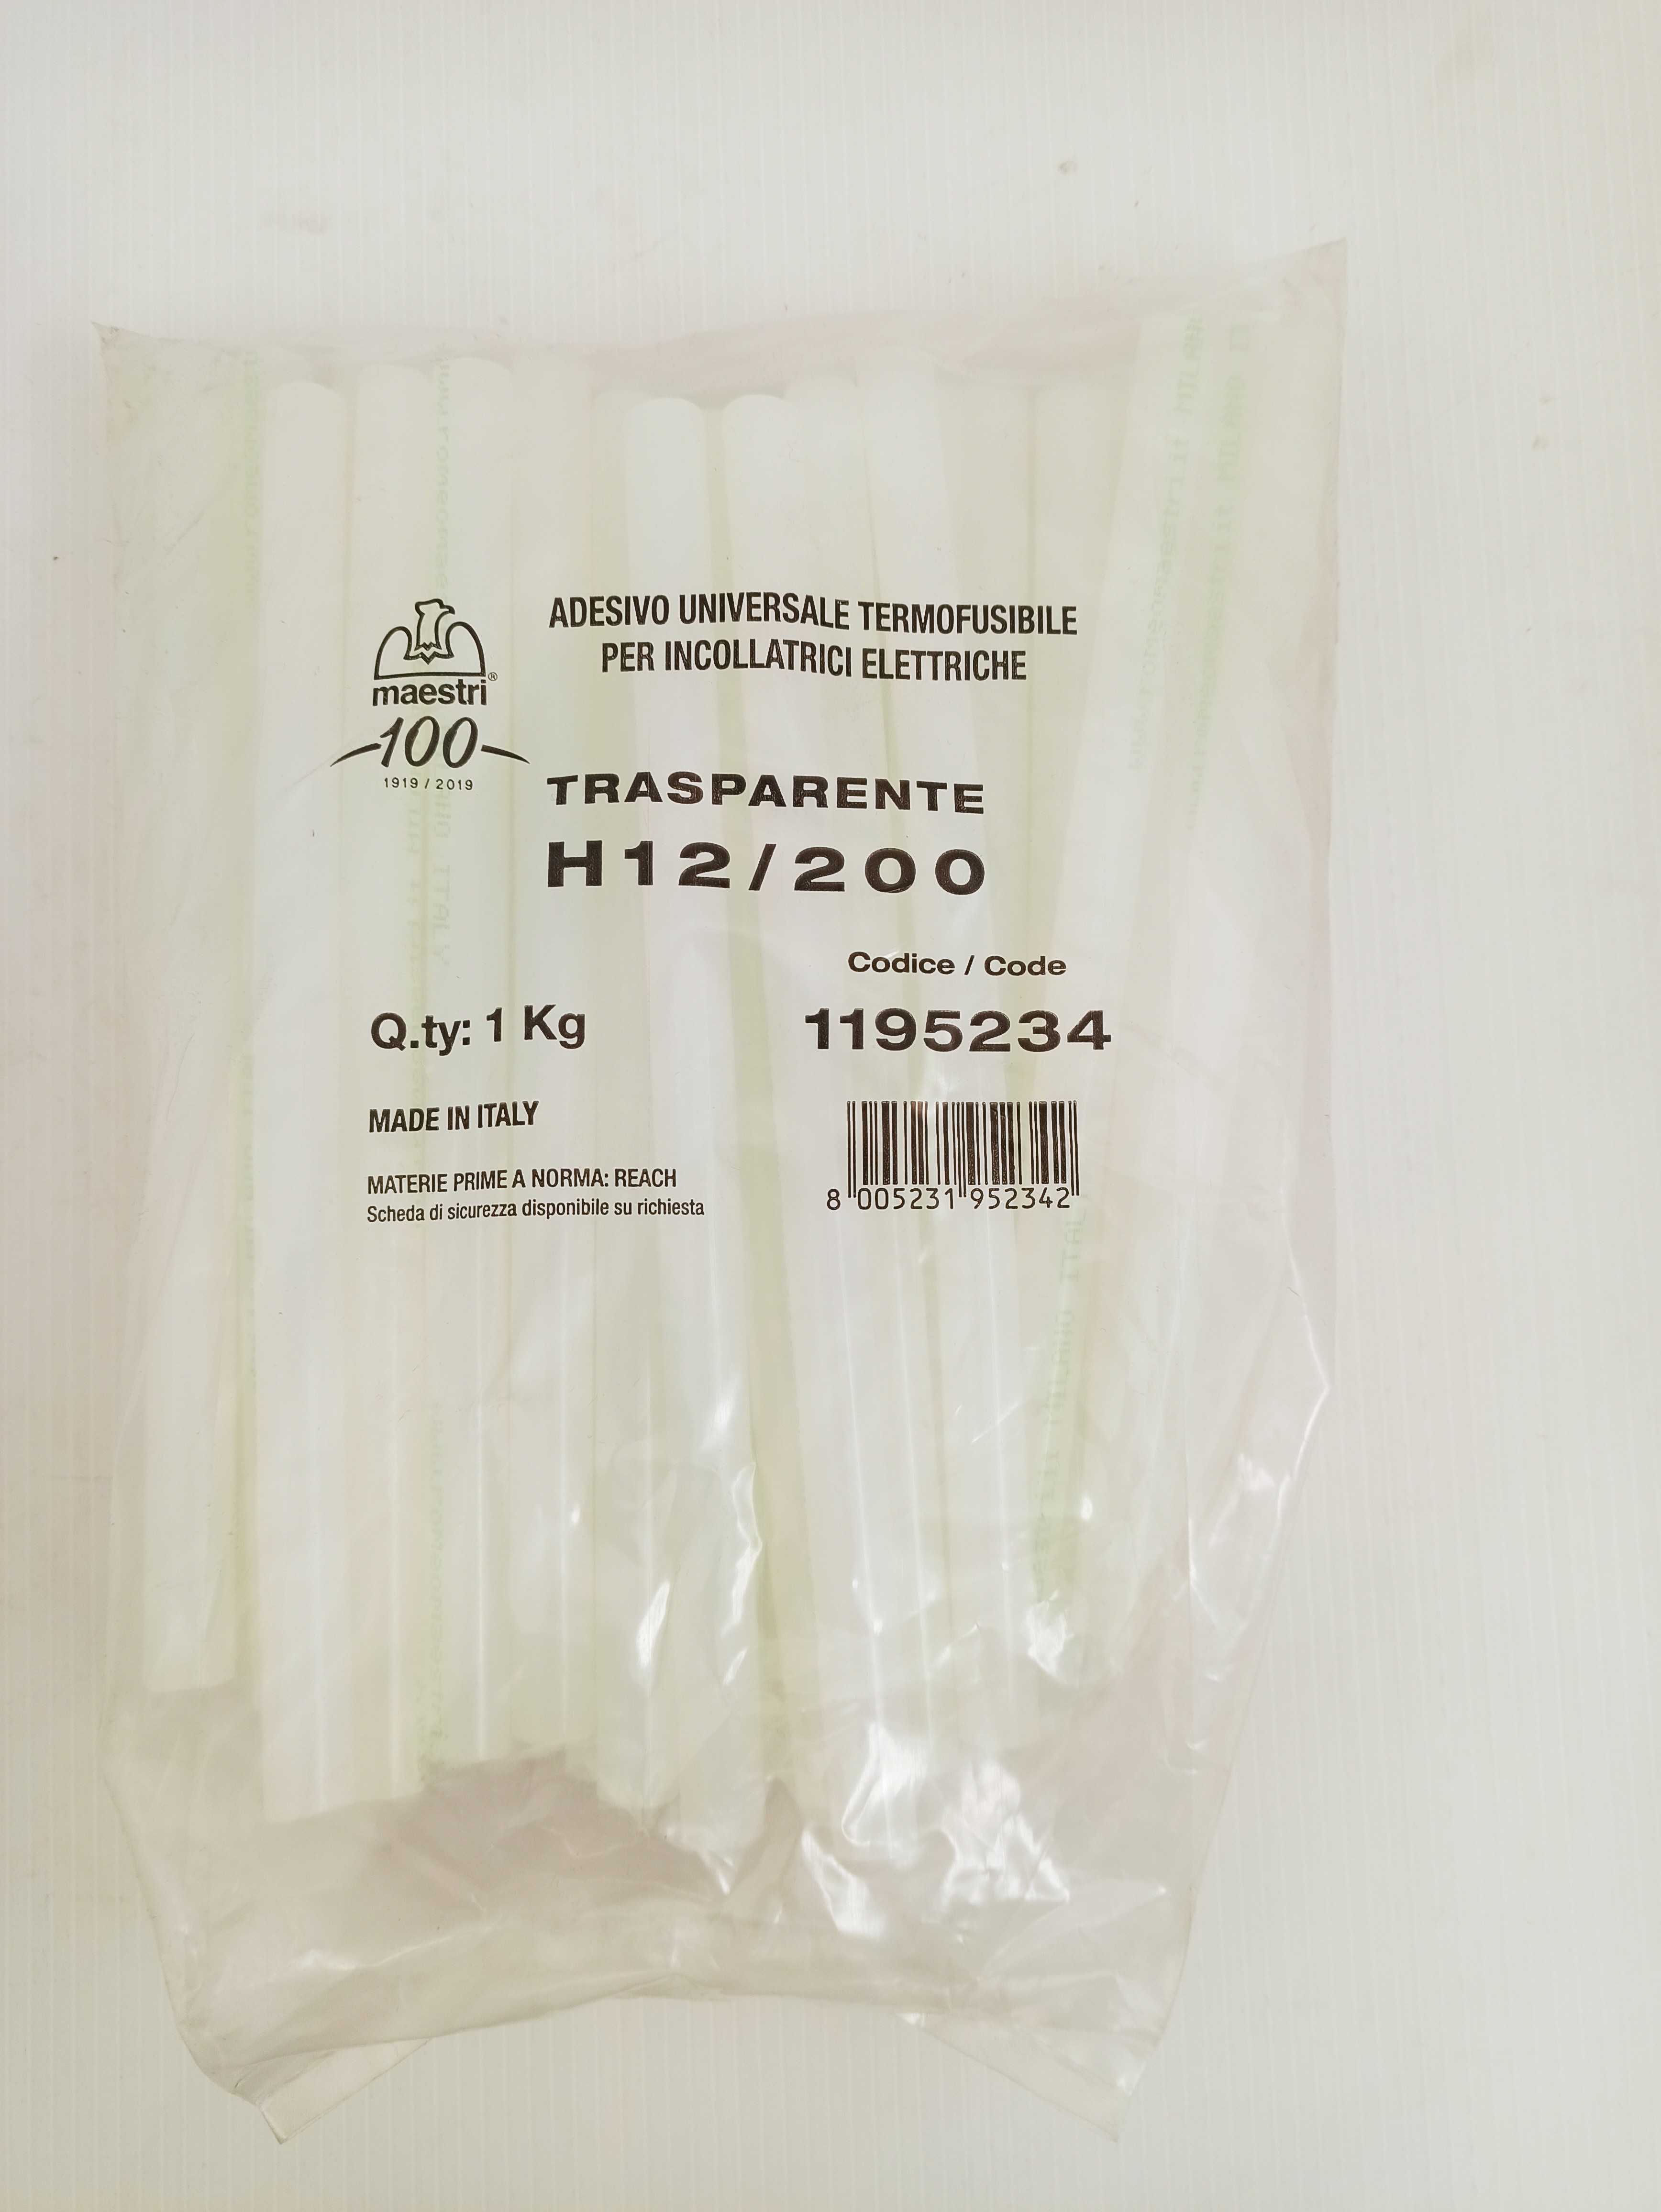 ADESIVO UNIVERSALE TERMOFUSIBILE
PER INCOLLATRICI ELETTRICHE
maestri®
100
1919 / 2019
TRASPARENTE
H12/200
Codice / Code
Q.ty: 1 Kg
1195234
MADE IN ITALY
MATERIE PRIME A NORMA: REACH
Scheda di sicurezza disponibile su richiesta
8 005231 952342